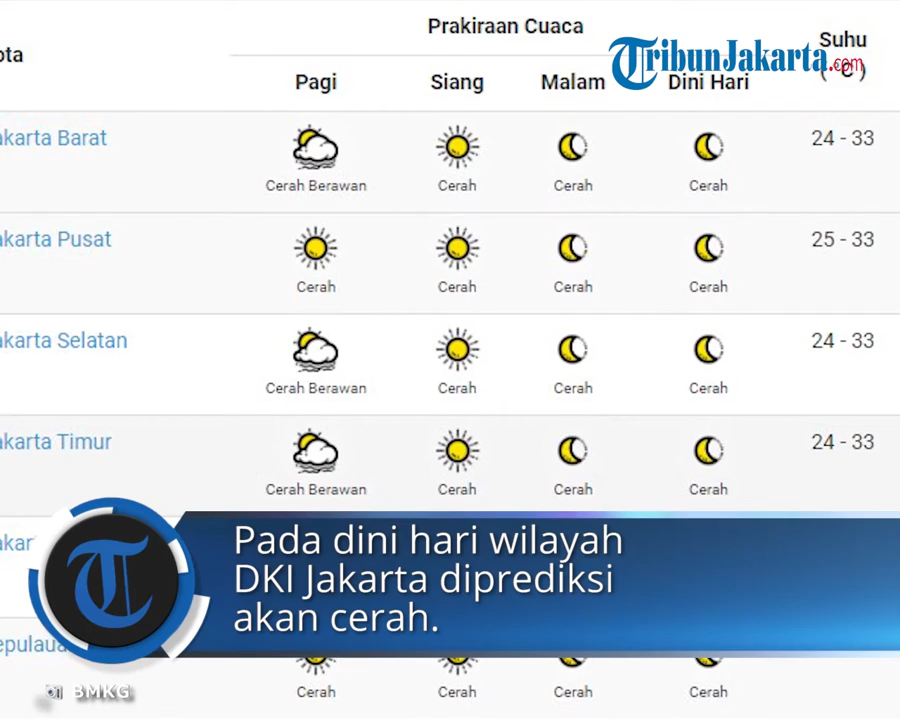 Prakiraan Cuaca
TribunJakarta.com
Suhu
(°C)
ota
Pagi
Siang
Malam
Dini Hari
akarta Barat
Cerah Berawan
Cerah
Cerah
Cerah
24 - 33
akarta Pusat
Cerah
Cerah
Cerah
Cerah
25 - 33
akarta Selatan
Cerah Berawan
Cerah
Cerah
Cerah
24 - 33
akarta Timur
Cerah Berawan
Cerah
Cerah
Cerah
24 - 33
akar
Pada dini hari wilayah
DKI Jakarta diprediksi
akan cerah.
epulaua
Cerah
Cerah
Cerah
Cerah
BMKG